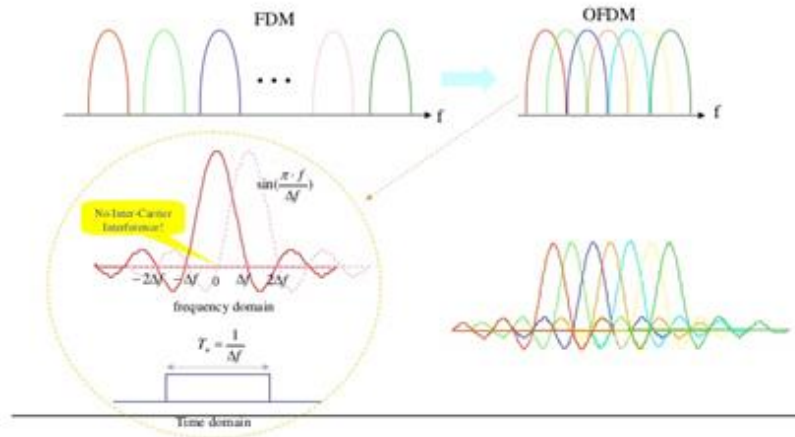 FDM
OFDM
• • •
f
f
sin(π · f / Δf)
No Inter-Carrier
Interference!
−2Δf −Δf 0 Δf 2Δf
frequency domain
T_u = 1/Δf
Time domain